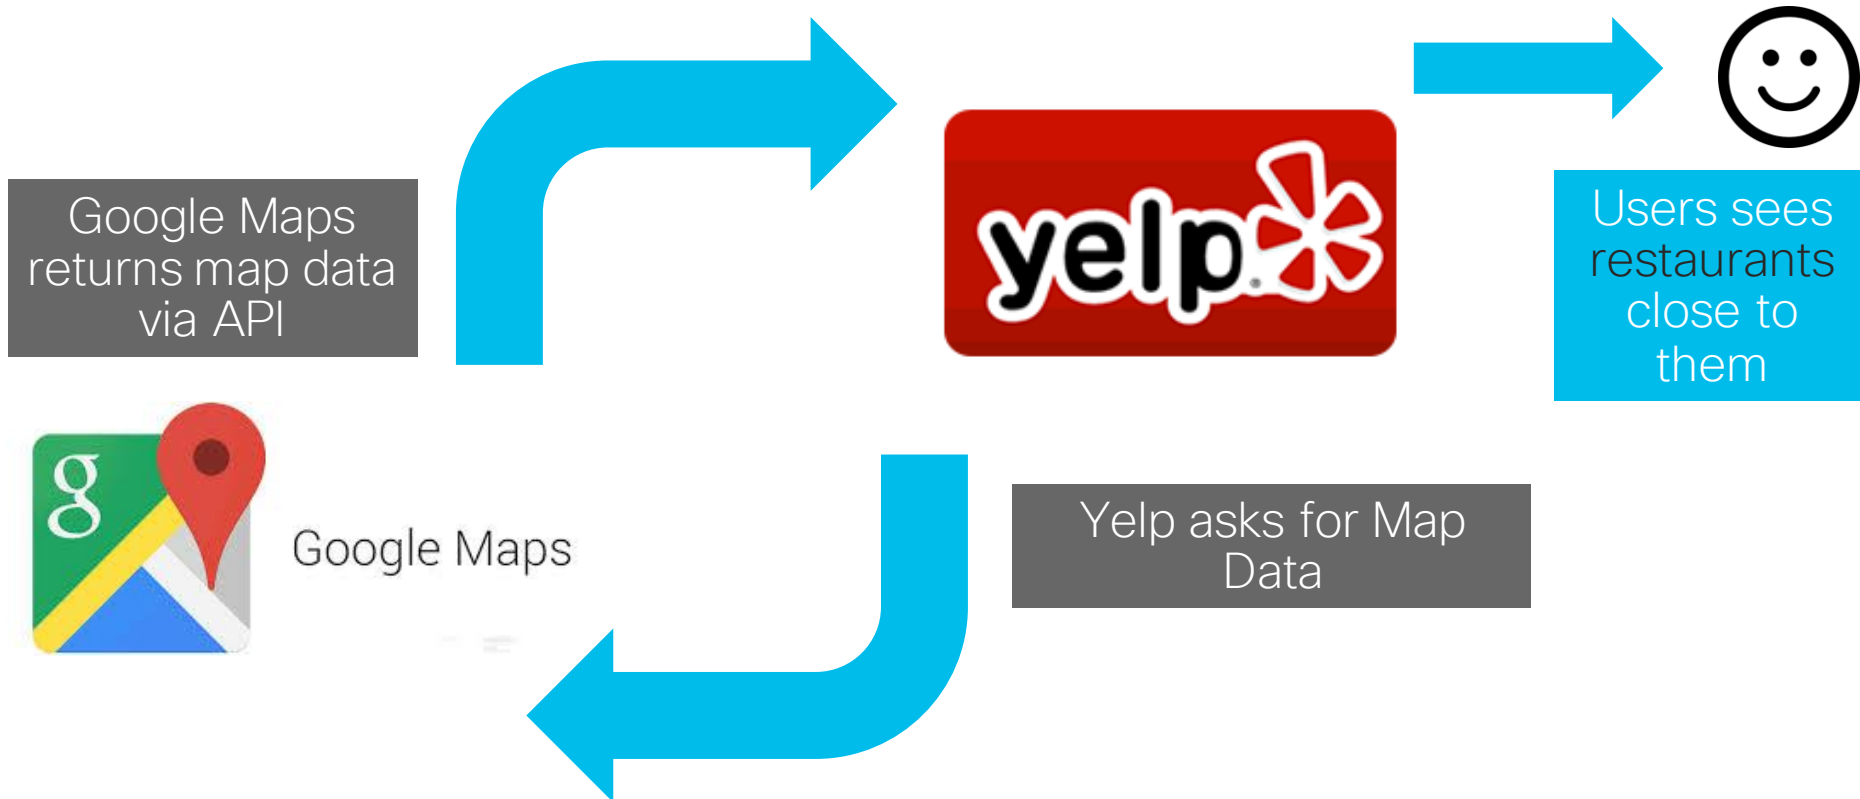 Google Maps
returns map data
via API
yelp
Users sees
restaurants
close to
them
g
Google Maps
Yelp asks for Map
Data